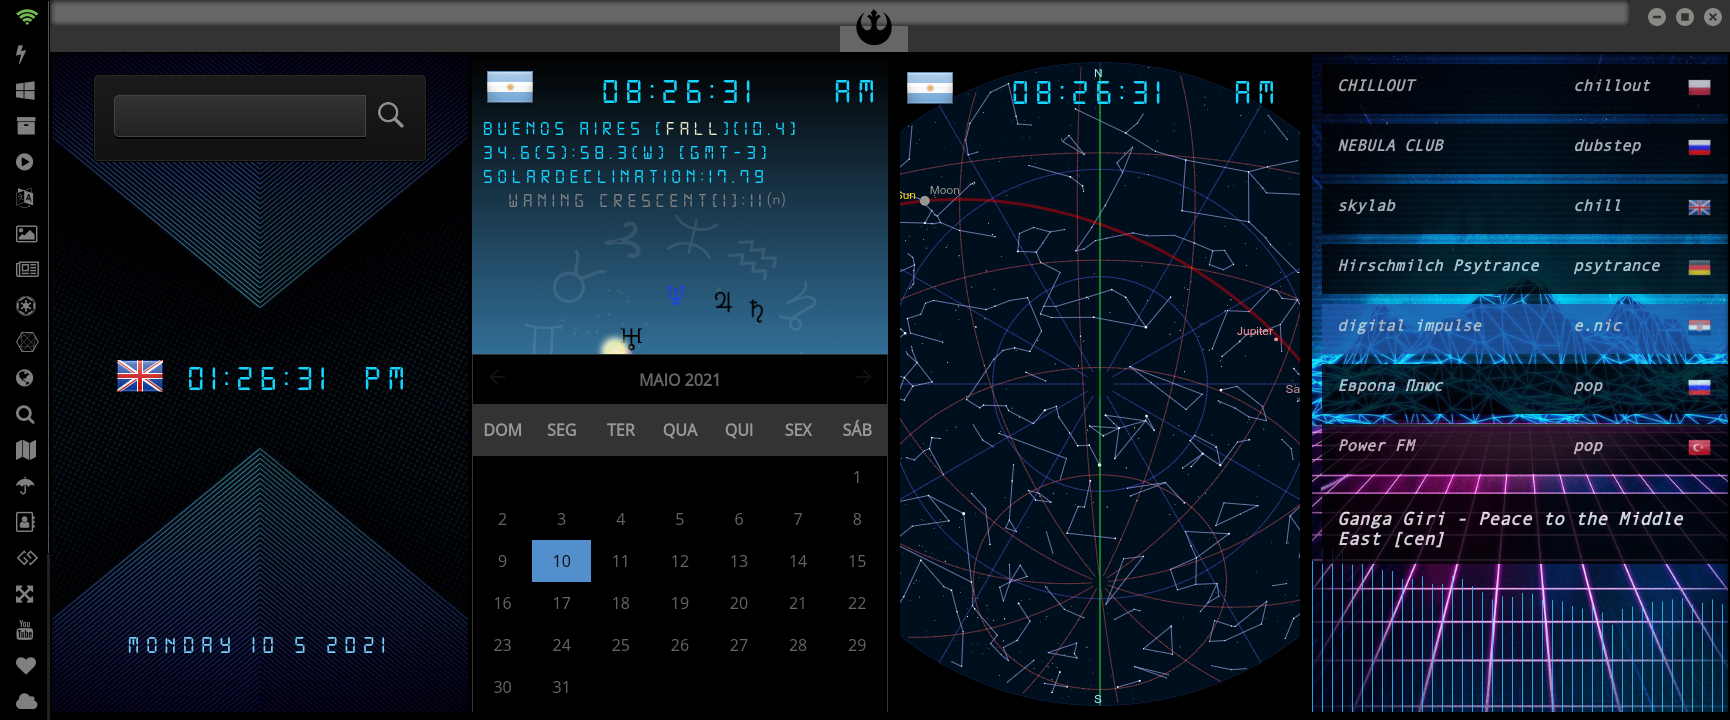 01:26:31 PM
MONDAY 10 5 2021
08:26:31 AM
BUENOS AIRES (FALL)(10.4)
34.6(S):58.3(W) (GMT-3)
SOLARDECLINATION:17.79
WANING CRESCENT(1):11(n)
MAIO 2021
DOM SEG TER QUA QUI SEX SÁB
1
2 3 4 5 6 7 8
9 10 11 12 13 14 15
16 17 18 19 20 21 22
23 24 25 26 27 28 29
30 31
N
08:26:31 AM
Sun Moon
Jupiter
Sa
S
CHILLOUT chillout
NEBULA CLUB dubstep
skylab chill
Hirschmilch Psytrance psytrance
digital impulse e.nic
Европа Плюс pop
Power FM pop
Ganga Giri - Peace to the Middle
East [cen]
You
Tube